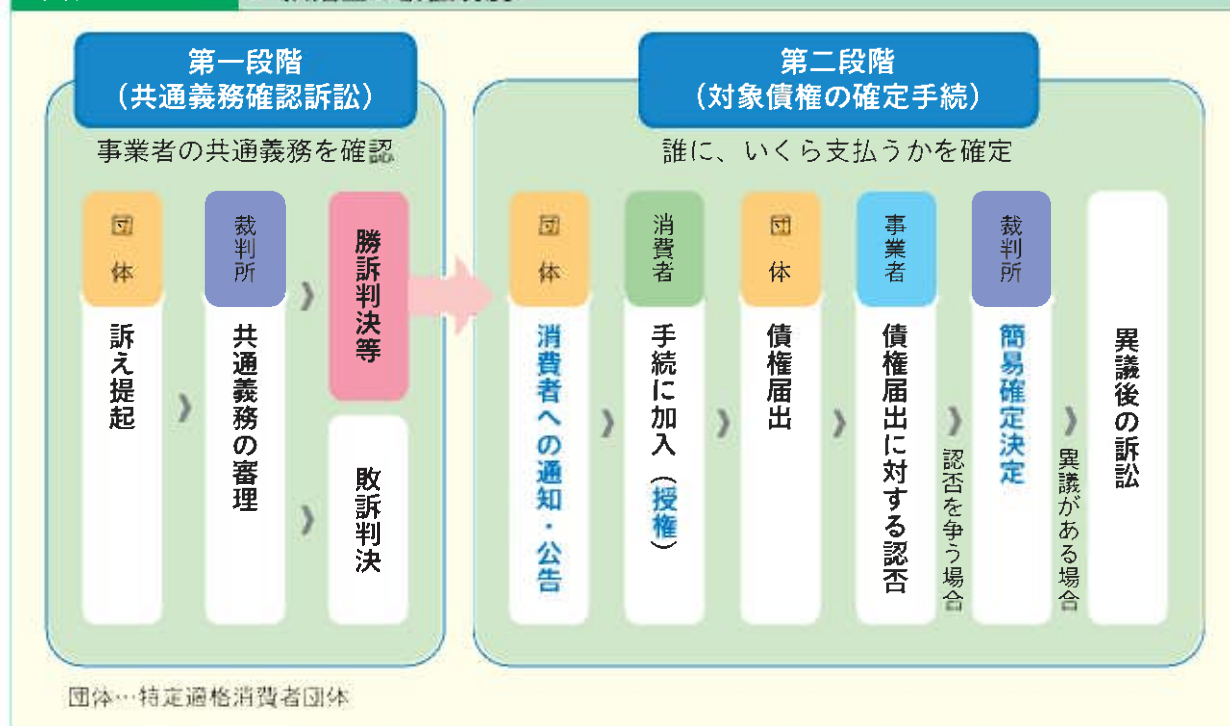 第一段階
(共通義務確認訴訟)
事業者の共通義務を確認
団体
訴え提起
裁判所
共通義務の審理
勝訴判決等
敗訴判決
第二段階
(対象債権の確定手続)
誰に、いくら支払うかを確定
団体
消費者への通知・公告
消費者
手続に加入(授権)
団体
債権届出
事業者
債権届出に対する認否
認否を争う場合
裁判所
簡易確定決定
異議がある場合
異議後の訴訟
団体…特定適格消費者団体